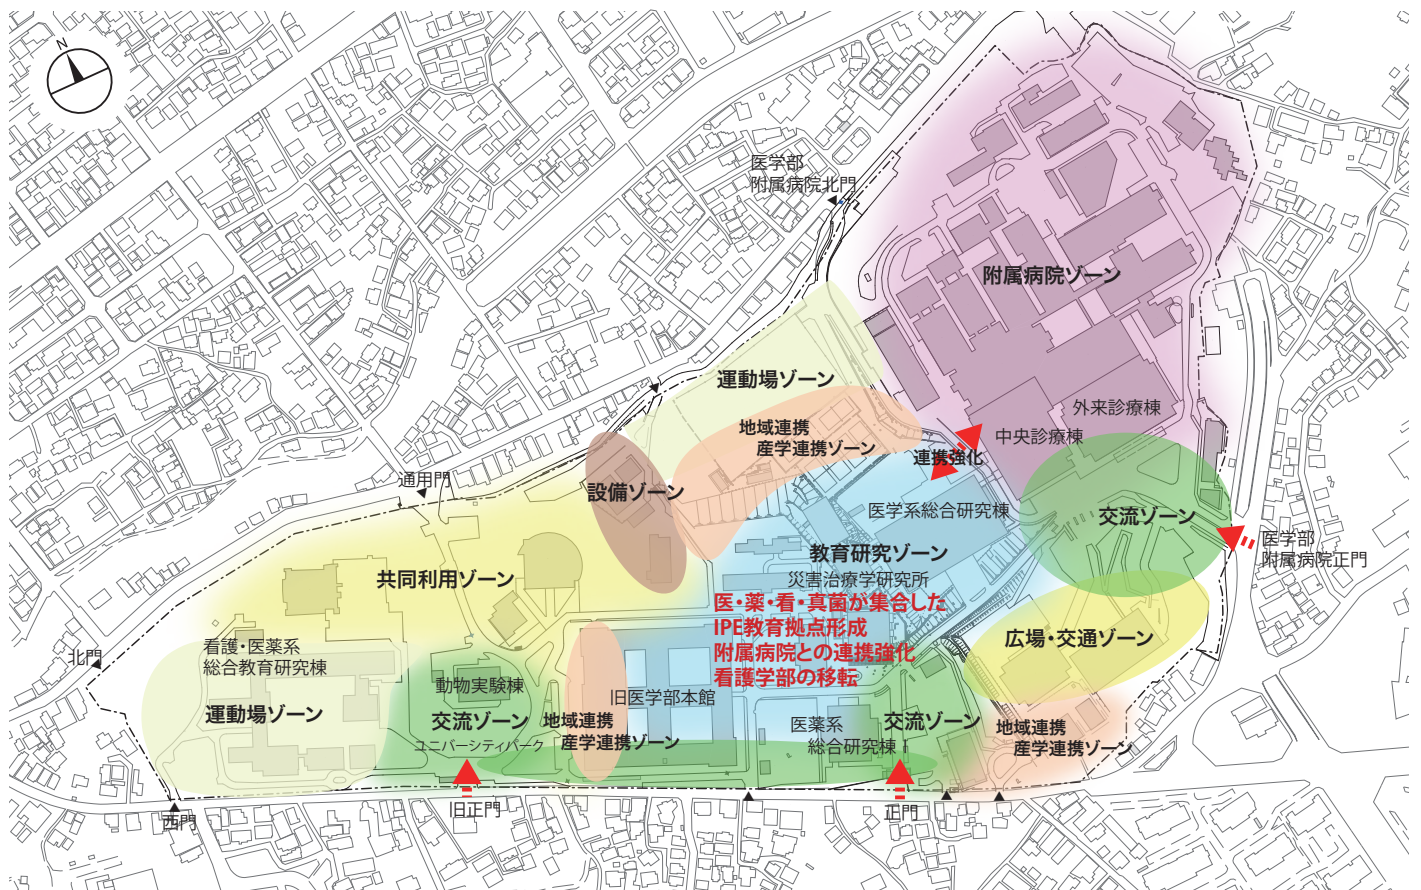 N
医学部
附属病院北門
附属病院ゾーン
運動場ゾーン
外来診療棟
中央診療棟
地域連携
産学連携ゾーン
連携強化
通用門
設備ゾーン
医学系総合研究棟
交流ゾーン
医学部
附属病院正門
教育研究ゾーン
共同利用ゾーン
災害治療学研究所
医・薬・看・真菌が集合した
IPE教育拠点形成
附属病院との連携強化
看護学部の移転
広場・交通ゾーン
看護・医薬系
総合教育研究棟
北門
動物実験棟
旧医学部本館
運動場ゾーン
交流ゾーン
ユニバーシティパーク
地域連携
産学連携ゾーン
医薬系
総合研究棟
交流ゾーン
地域連携
産学連携ゾーン
西門
旧正門
正門